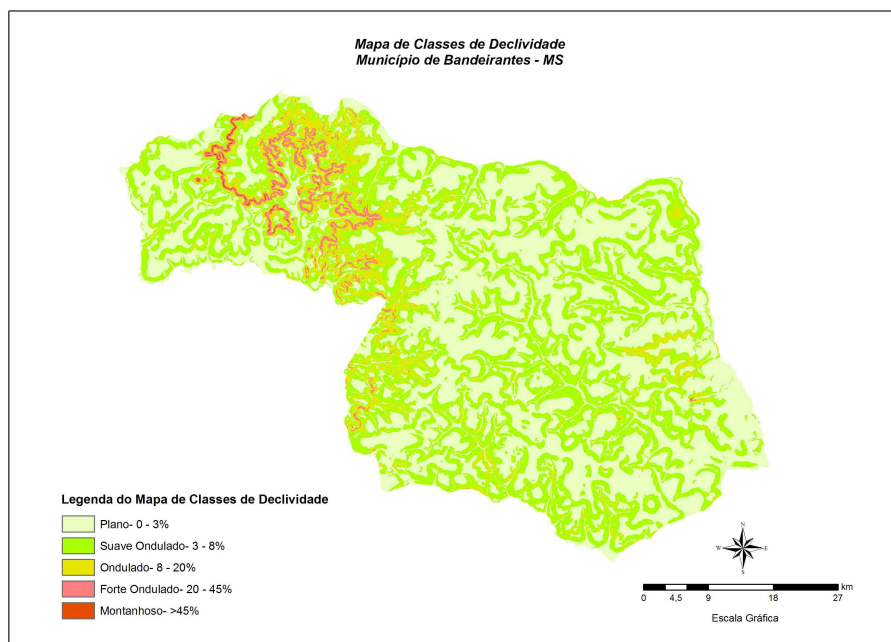 Mapa de Classes de Declividade
Município de Bandeirantes - MS
Legenda do Mapa de Classes de Declividade
Plano- 0 - 3%
Suave Ondulado- 3 - 8%
Ondulado- 8 - 20%
Forte Ondulado- 20 - 45%
Montanhoso- >45%
N
W E
S
km
0 4,5 9 18 27
Escala Gráfica